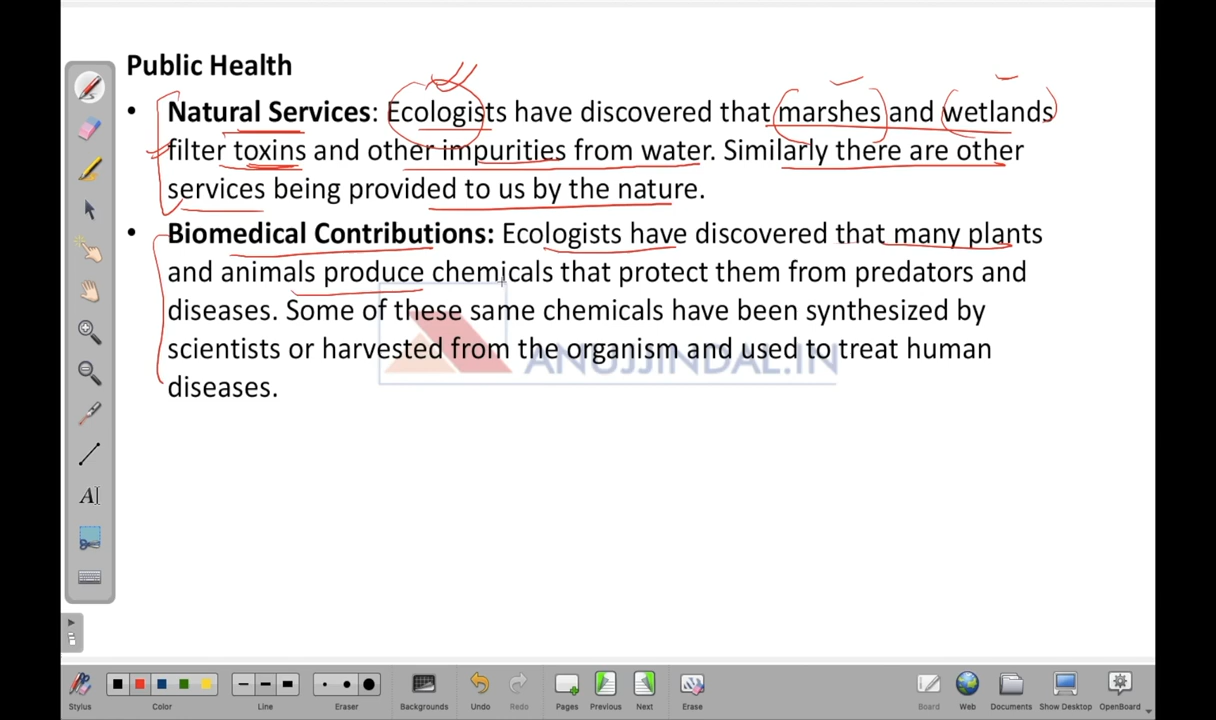 Public Health
• Natural Services: Ecologists have discovered that marshes and wetlands
filter toxins and other impurities from water. Similarly there are other
services being provided to us by the nature.
• Biomedical Contributions: Ecologists have discovered that many plants
and animals produce chemicals that protect them from predators and
diseases. Some of these same chemicals have been synthesized by
scientists or harvested from the organism and used to treat human
diseases.
ANUJJINDAL.IN
Stylus
Color
Line
Eraser
Backgrounds
Undo
Redo
Pages
Previous
Next
Erase
Board
Web
Documents
Show Desktop
OpenBoard